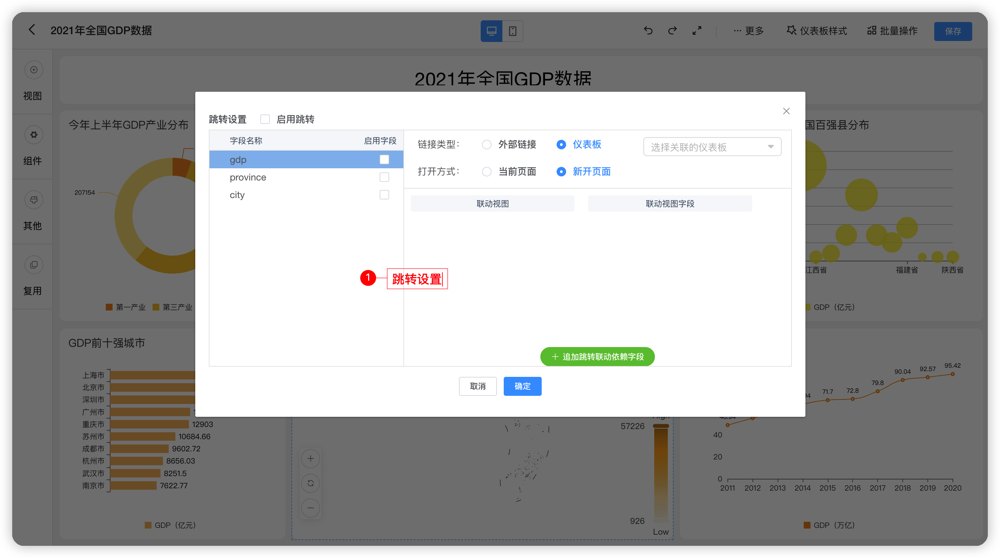 2021年全国GDP数据
更多
仪表板样式
批量操作
保存
视图
组件
其他
复用
2021年全国GDP数据
今年上半年GDP产业分布
207154
第一产业
第三产业
国百强县分布
江西省
福建省
陕西省
GDP（亿元）
跳转设置
启用跳转
字段名称
启用字段
gdp
province
city
链接类型：
外部链接
仪表板
选择关联的仪表板
打开方式：
当前页面
新开页面
联动视图
联动视图字段
1
跳转设置
追加跳转联动依赖字段
取消
确定
GDP前十强城市
上海市
北京市
深圳市
广州市
重庆市 12903
苏州市 10684.66
成都市 9602.72
杭州市 8656.03
武汉市 8251.5
南京市 7622.77
GDP（亿元）
High
57226
926
Low
48.94
94
71.7
72.8
79.8
90.04
92.57
95.42
40
20
0
2011 2012 2013 2014 2015 2016 2017 2018 2019 2020
GDP（万亿）